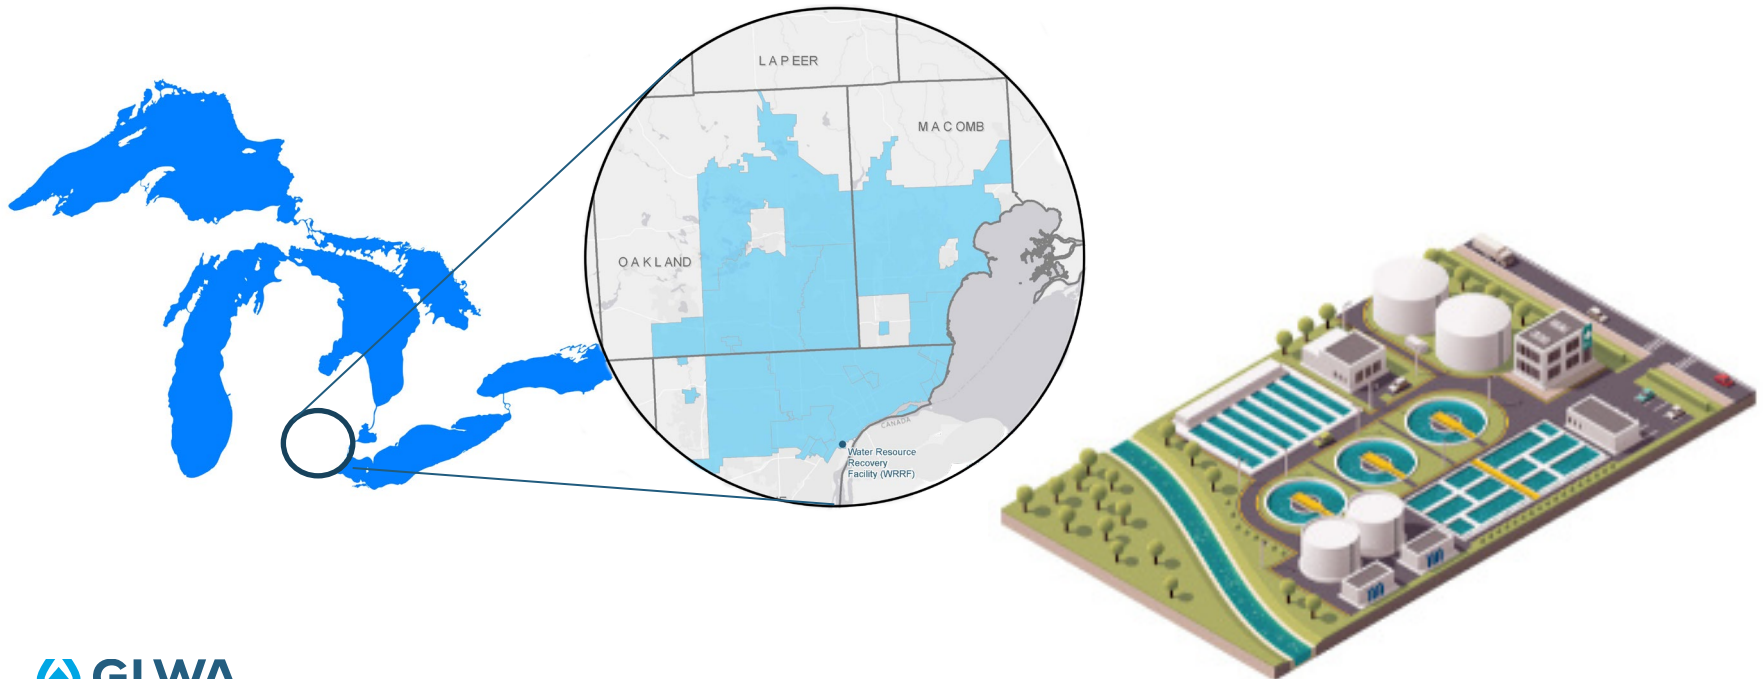 LAPEER
MACOMB
OAKLAND
CANADA
Water Resource
Recovery
Facility (WRRF)
GLWA